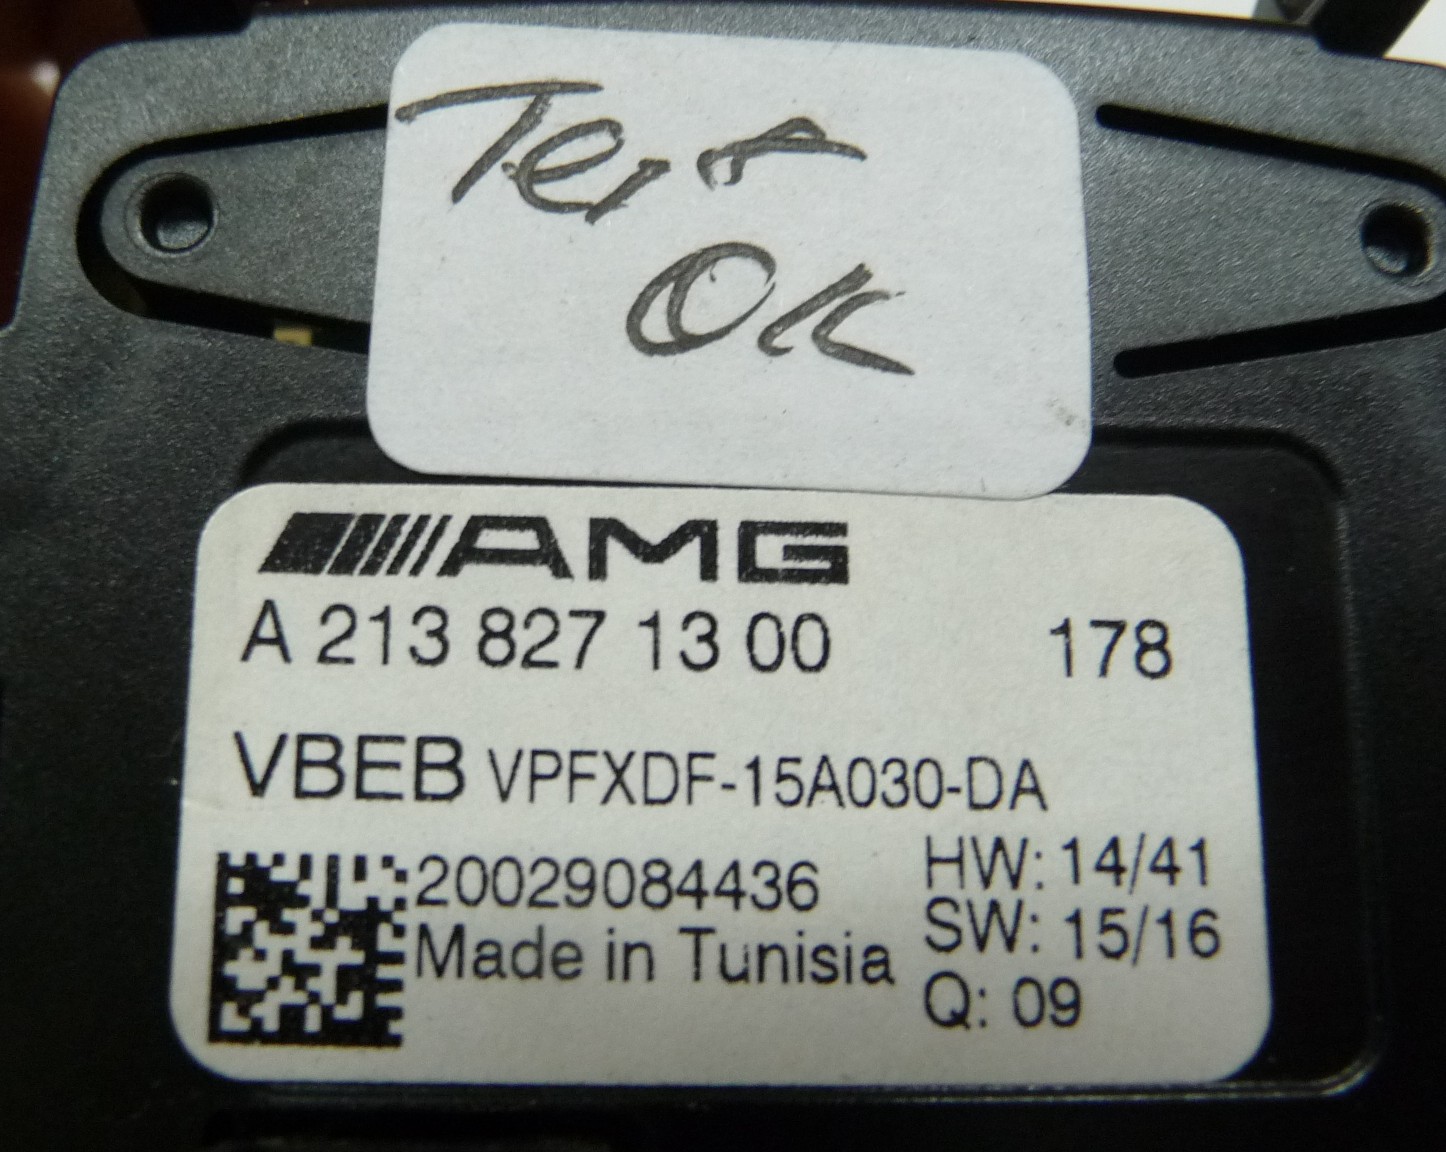 Test
OK
AMG
A 213 827 13 00 178
VBEB VPFXDF-15A030-DA
20029084436 HW: 14/41
Made in Tunisia SW: 15/16
Q: 09